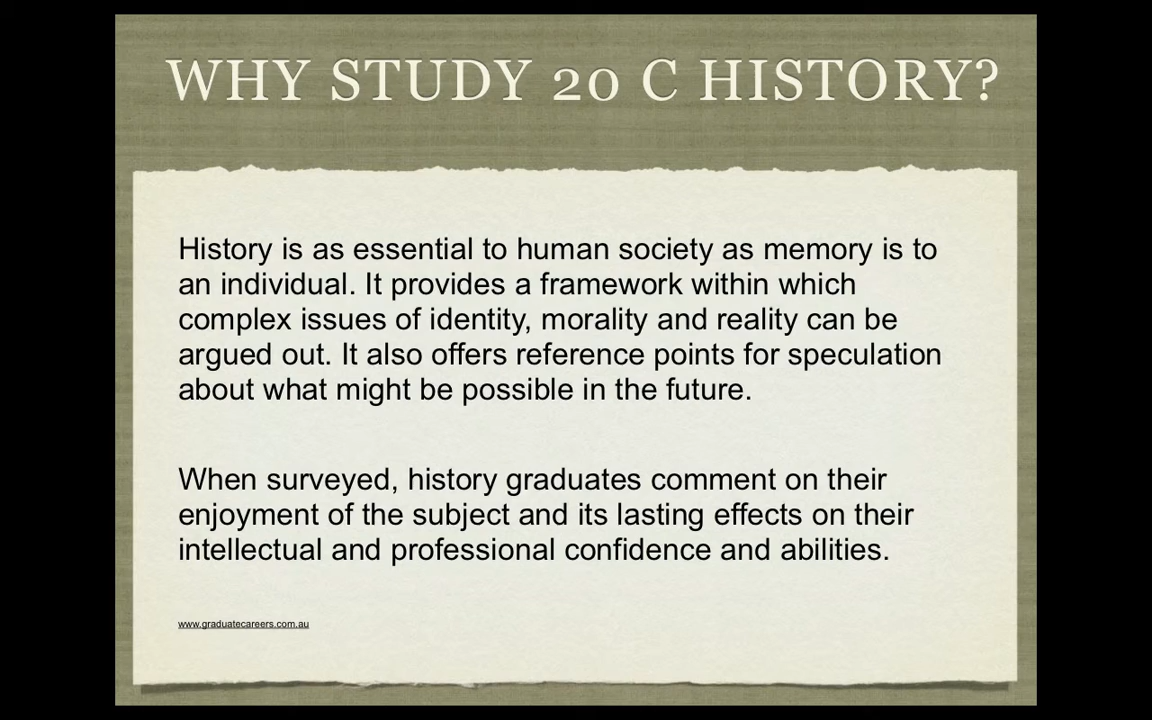 WHY STUDY 20 C HISTORY?
History is as essential to human society as memory is to
an individual. It provides a framework within which
complex issues of identity, morality and reality can be
argued out. It also offers reference points for speculation
about what might be possible in the future.
When surveyed, history graduates comment on their
enjoyment of the subject and its lasting effects on their
intellectual and professional confidence and abilities.
www.graduatecareers.com.au